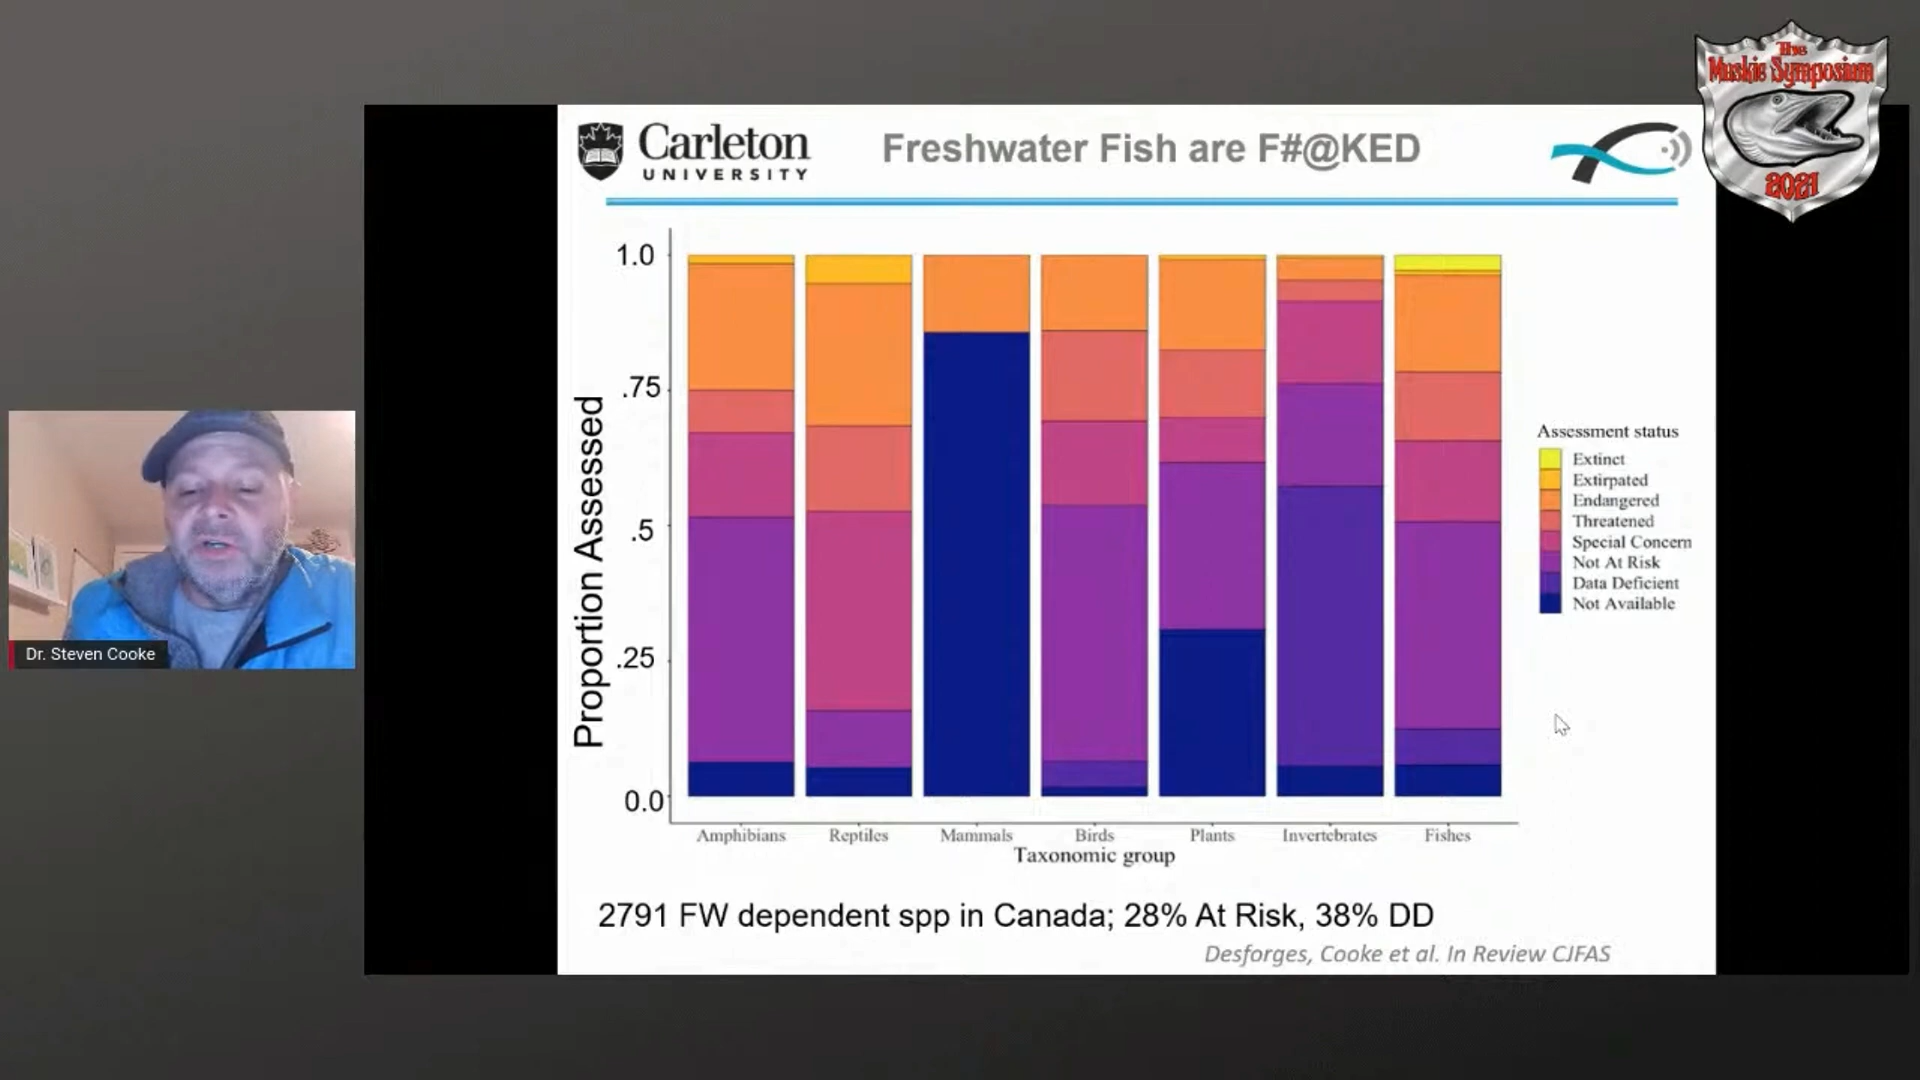 The
Muskie Symposium
2021
Carleton
UNIVERSITY
Freshwater Fish are F#@KED
Proportion Assessed
1.0
.75
.5
.25
0.0
Amphibians Reptiles Mammals Birds Plants Invertebrates Fishes
Taxonomic group
Assessment status
Extinct
Extirpated
Endangered
Threatened
Special Concern
Not At Risk
Data Deficient
Not Available
Dr. Steven Cooke
2791 FW dependent spp in Canada; 28% At Risk, 38% DD
Desforges, Cooke et al. In Review CJFAS